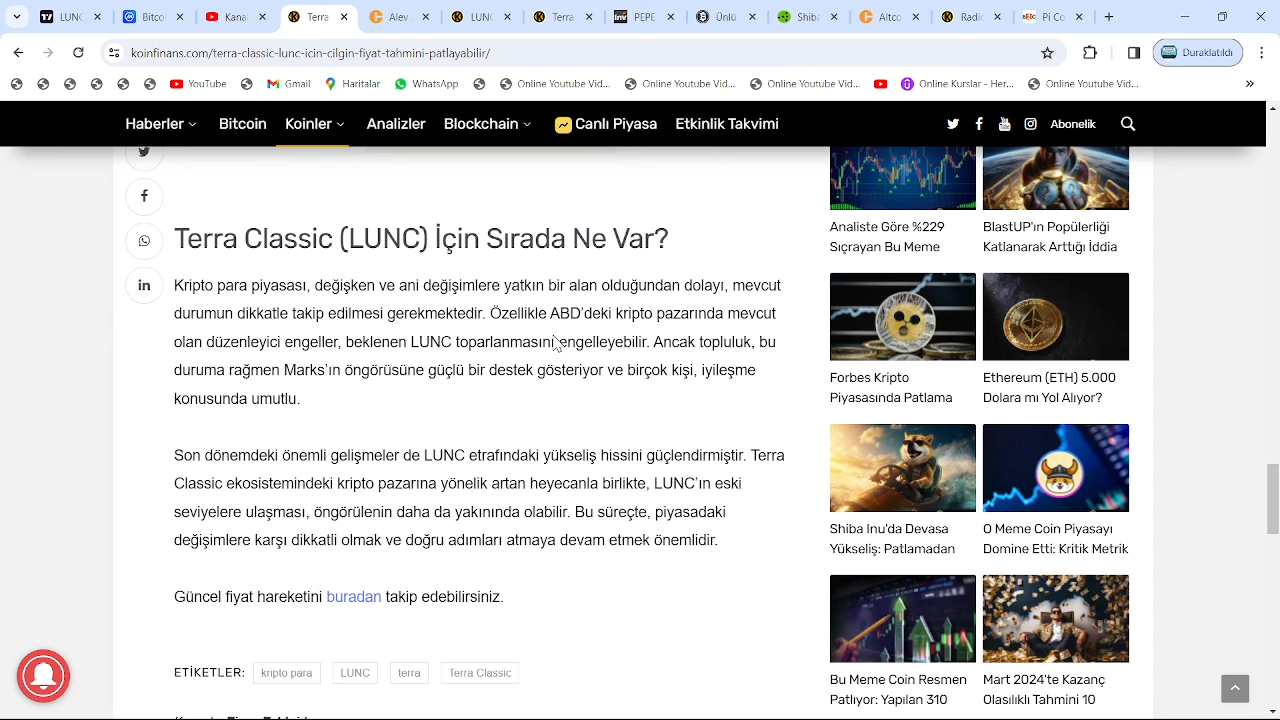 LUNC
Bitco
Kanal
Terra
Canlı
LUNC
Terra
PEPE
Ünlü
Shiba
Altco
Radic
Pi Co
koinfinans.com/terra-classic-lunc-icin-cilgin-fiyat-tahmini-patlayabilir/
Duraklatıldı
YouTube
Gmail
Haritalar
WhatsApp
Online Youtube Vid...
Online Youtube Vid...
Online Youtube Vid...
Online Kurslar - Her...
Online Youtube Vid...
Haberler
Bitcoin
Koinler
Analizler
Blockchain
Canlı Piyasa
Etkinlik Takvimi
Abonelik
Terra Classic (LUNC) İçin Sırada Ne Var?
Kripto para piyasası, değişken ve ani değişimlere yatkın bir alan olduğundan dolayı, mevcut
durumun dikkatle takip edilmesi gerekmektedir. Özellikle ABD'deki kripto pazarında mevcut
olan düzenleyici engeller, beklenen LUNC toparlanmasını engelleyebilir. Ancak topluluk, bu
duruma rağmen Marks'ın öngörüsüne güçlü bir destek gösteriyor ve birçok kişi, iyileşme
konusunda umutlu.
Son dönemdeki önemli gelişmeler de LUNC etrafındaki yükseliş hissini güçlendirmiştir. Terra
Classic ekosistemindeki kripto pazarına yönelik artan heyecanla birlikte, LUNC'ın eski
seviyelere ulaşması, öngörülenin daha da yakınında olabilir. Bu süreçte, piyasadaki
değişimlere karşı dikkatli olmak ve doğru adımları atmaya devam etmek önemlidir.
Güncel fiyat hareketini buradan takip edebilirsiniz.
ETİKETLER:
kripto para
LUNC
terra
Terra Classic
Analiste Göre %229
Sıçrayan Bu Meme
BlastUP'ın Popülerliği
Katlanarak Arttığı İddia
Forbes Kripto
Piyasasında Patlama
Ethereum (ETH) 5.000
Dolara mı Yol Alıyor?
Shiba Inu'da Devasa
Yükseliş: Patlamadan
O Meme Coin Piyasayı
Domine Etti: Kritik Metrik
Bu Meme Coin Resmen
Patlıyor: Yapılan 310
Mart 2024'te Kazanç
Olasılıklı Tahmini 10